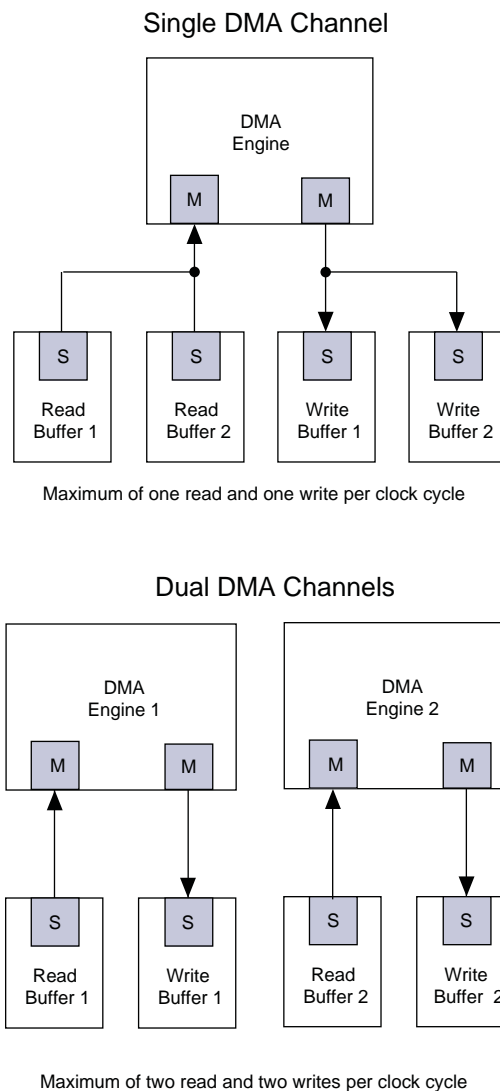 Single DMA Channel
DMA
Engine
M
M
S
S
S
S
Read
Buffer 1
Read
Buffer 2
Write
Buffer 1
Write
Buffer 2
Maximum of one read and one write per clock cycle
Dual DMA Channels
DMA
Engine 1
DMA
Engine 2
M
M
M
M
S
S
S
S
Read
Buffer 1
Write
Buffer 1
Read
Buffer 2
Write
Buffer 2
Maximum of two read and two writes per clock cycle